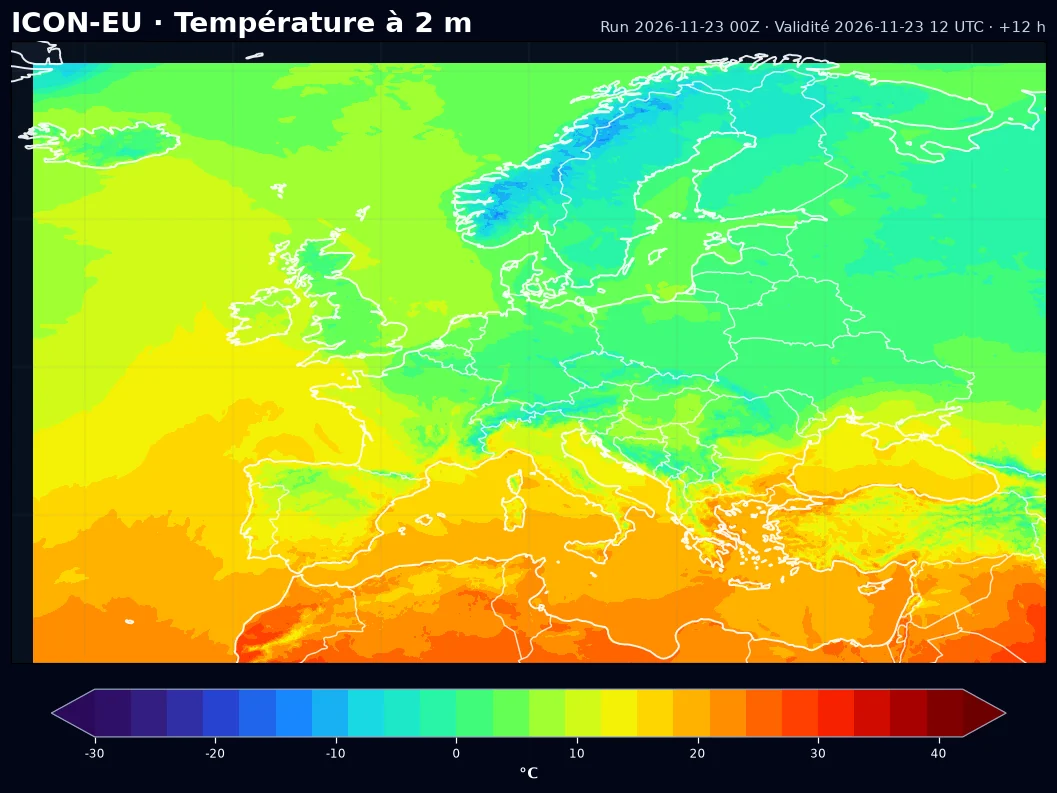 ICON-EU · Température à 2 m
Run 2026-11-23 00Z · Validité 2026-11-23 12 UTC · +12 h
-30 -20 -10 0 10 20 30 40
°C